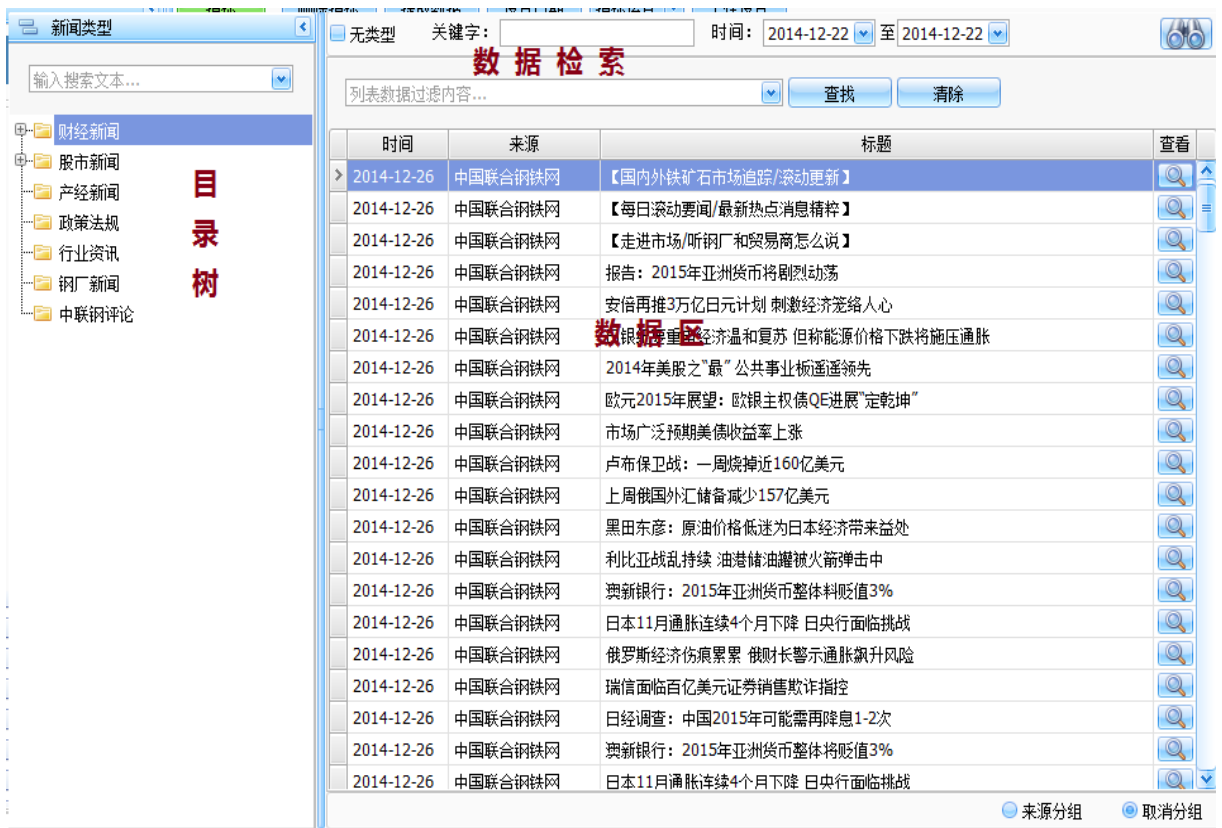 新闻类型
输入搜索文本...
财经新闻
股市新闻
产经新闻
政策法规
行业资讯
钢厂新闻
中联钢评论
目
录
树
无类型 关键字： 时间： 2014-12-22 至 2014-12-22
数据检索
列表数据过滤内容... 查找 清除
时间 来源 标题 查看
2014-12-26 中国联合钢铁网 【国内外铁矿石市场追踪/滚动更新】
2014-12-26 中国联合钢铁网 【每日滚动要闻/最新热点消息精粹】
2014-12-26 中国联合钢铁网 【走进市场/听钢厂和贸易商怎么说】
2014-12-26 中国联合钢铁网 报告：2015年亚洲货币将剧烈动荡
2014-12-26 中国联合钢铁网 安倍再推3万亿日元计划 刺激经济笼络人心
数据区
2014-12-26 中国联合钢铁网 经济温和复苏 但称能源价格下跌将施压通胀
2014-12-26 中国联合钢铁网 2014年美股之“最” 公共事业板遥遥领先
2014-12-26 中国联合钢铁网 欧元2015年展望：欧银主权债QE进展“定乾坤”
2014-12-26 中国联合钢铁网 市场广泛预期美债收益率上涨
2014-12-26 中国联合钢铁网 卢布保卫战：一周烧掉近160亿美元
2014-12-26 中国联合钢铁网 上周俄国外汇储备减少157亿美元
2014-12-26 中国联合钢铁网 黑田东彦：原油价格低迷为日本经济带来益处
2014-12-26 中国联合钢铁网 利比亚战乱持续 油港储油罐被火箭弹击中
2014-12-26 中国联合钢铁网 澳新银行：2015年亚洲货币整体料贬值3%
2014-12-26 中国联合钢铁网 日本11月通胀连续4个月下降 日央行面临挑战
2014-12-26 中国联合钢铁网 俄罗斯经济伤痕累累 俄财长警示通胀飙升风险
2014-12-26 中国联合钢铁网 瑞信面临百亿美元证券销售欺诈指控
2014-12-26 中国联合钢铁网 日经调查：中国2015年可能需再降息1-2次
2014-12-26 中国联合钢铁网 澳新银行：2015年亚洲货币整体将贬值3%
2014-12-26 中国联合钢铁网 日本11月通胀连续4个月下降 日央行面临挑战
来源分组 取消分组